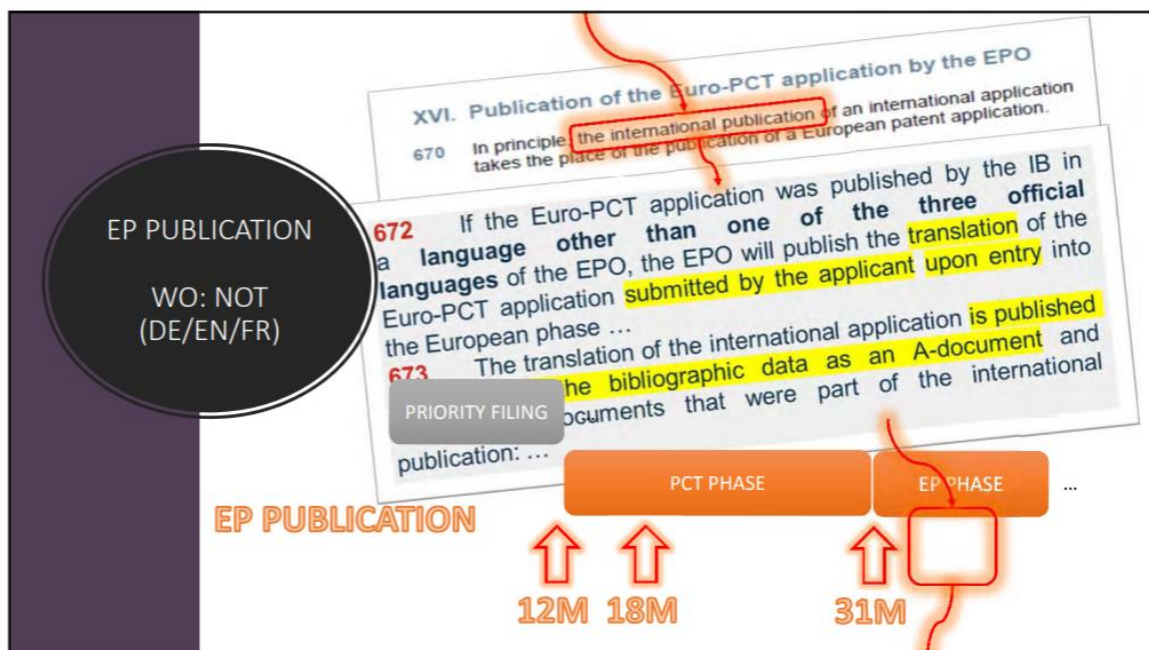 EP PUBLICATION
WO: NOT
(DE/EN/FR)
XVI. Publication of the Euro-PCT application by the EPO
670 In principle, the international publication of an international application
takes the place of the publication of a European patent application.
672 If the Euro-PCT application was published by the IB in
a language other than one of the three official
languages of the EPO, the EPO will publish the translation of the
Euro-PCT application submitted by the applicant upon entry into
the European phase ...
673 The translation of the international application is published
the bibliographic data as an A-document and
documents that were part of the international
publication: ...
PRIORITY FILING
PCT PHASE
EP PHASE
...
EP PUBLICATION
12M
18M
31M